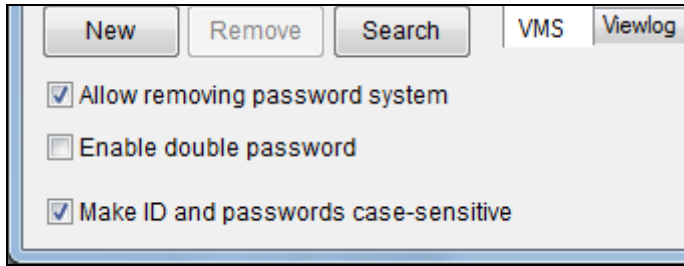 New Remove Search VMS Viewlog
Allow removing password system
Enable double password
Make ID and passwords case-sensitive